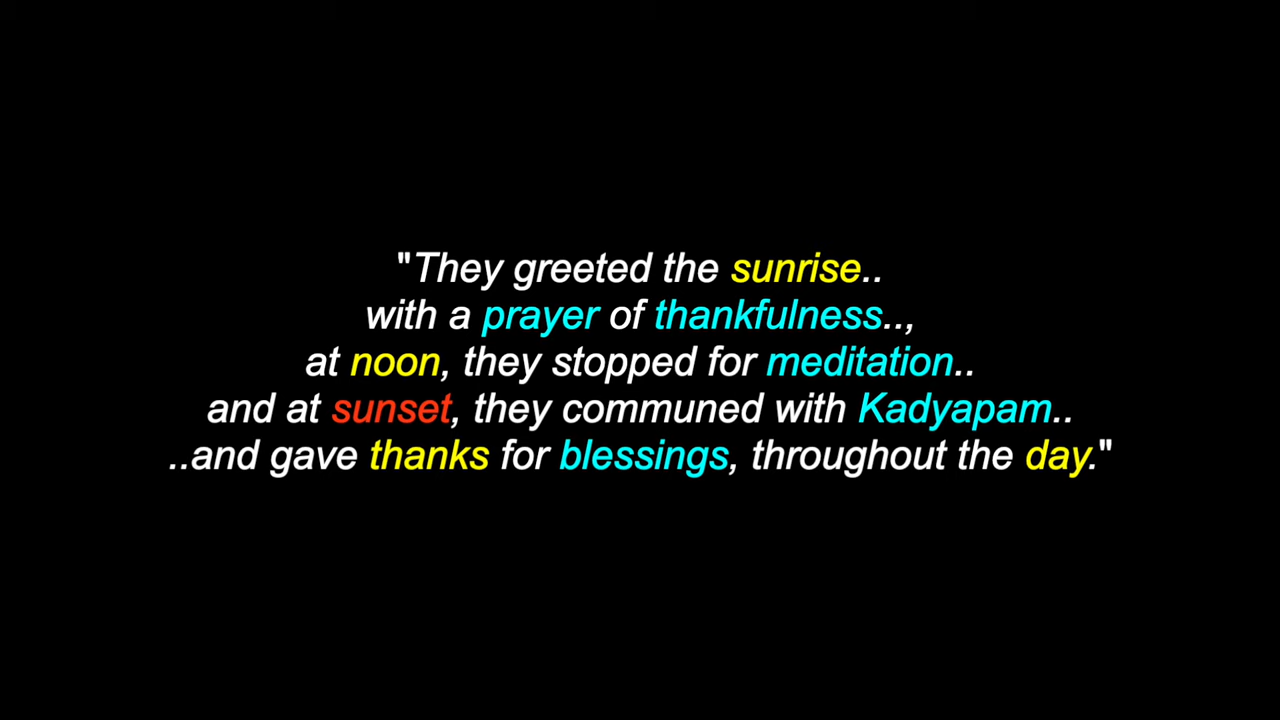 "They greeted the sunrise..
with a prayer of thankfulness..,
at noon, they stopped for meditation..
and at sunset, they communed with Kadyapam..
..and gave thanks for blessings, throughout the day."